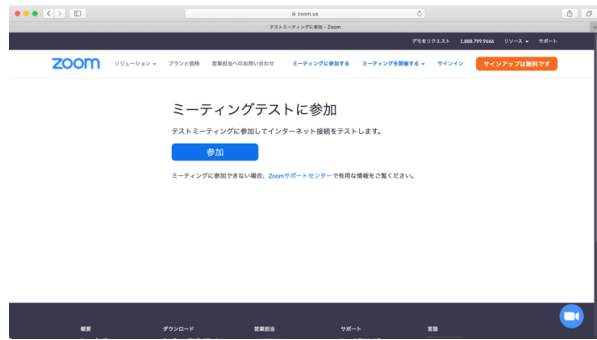 zoom.us
テストミーティングに参加 - Zoom
デモをリクエスト 1.888.799.9666 リソース サポート
zoom ソリューション プランと価格 営業担当へのお問い合わせ ミーティングに参加する ミーティングを開催する サインイン サインアップは無料です
ミーティングテストに参加
テストミーティングに参加してインターネット接続をテストします。
参加
ミーティングに参加できない場合、Zoomサポートセンターで有用な情報をご覧ください。
概要 ダウンロード 営業担当 サポート 言語